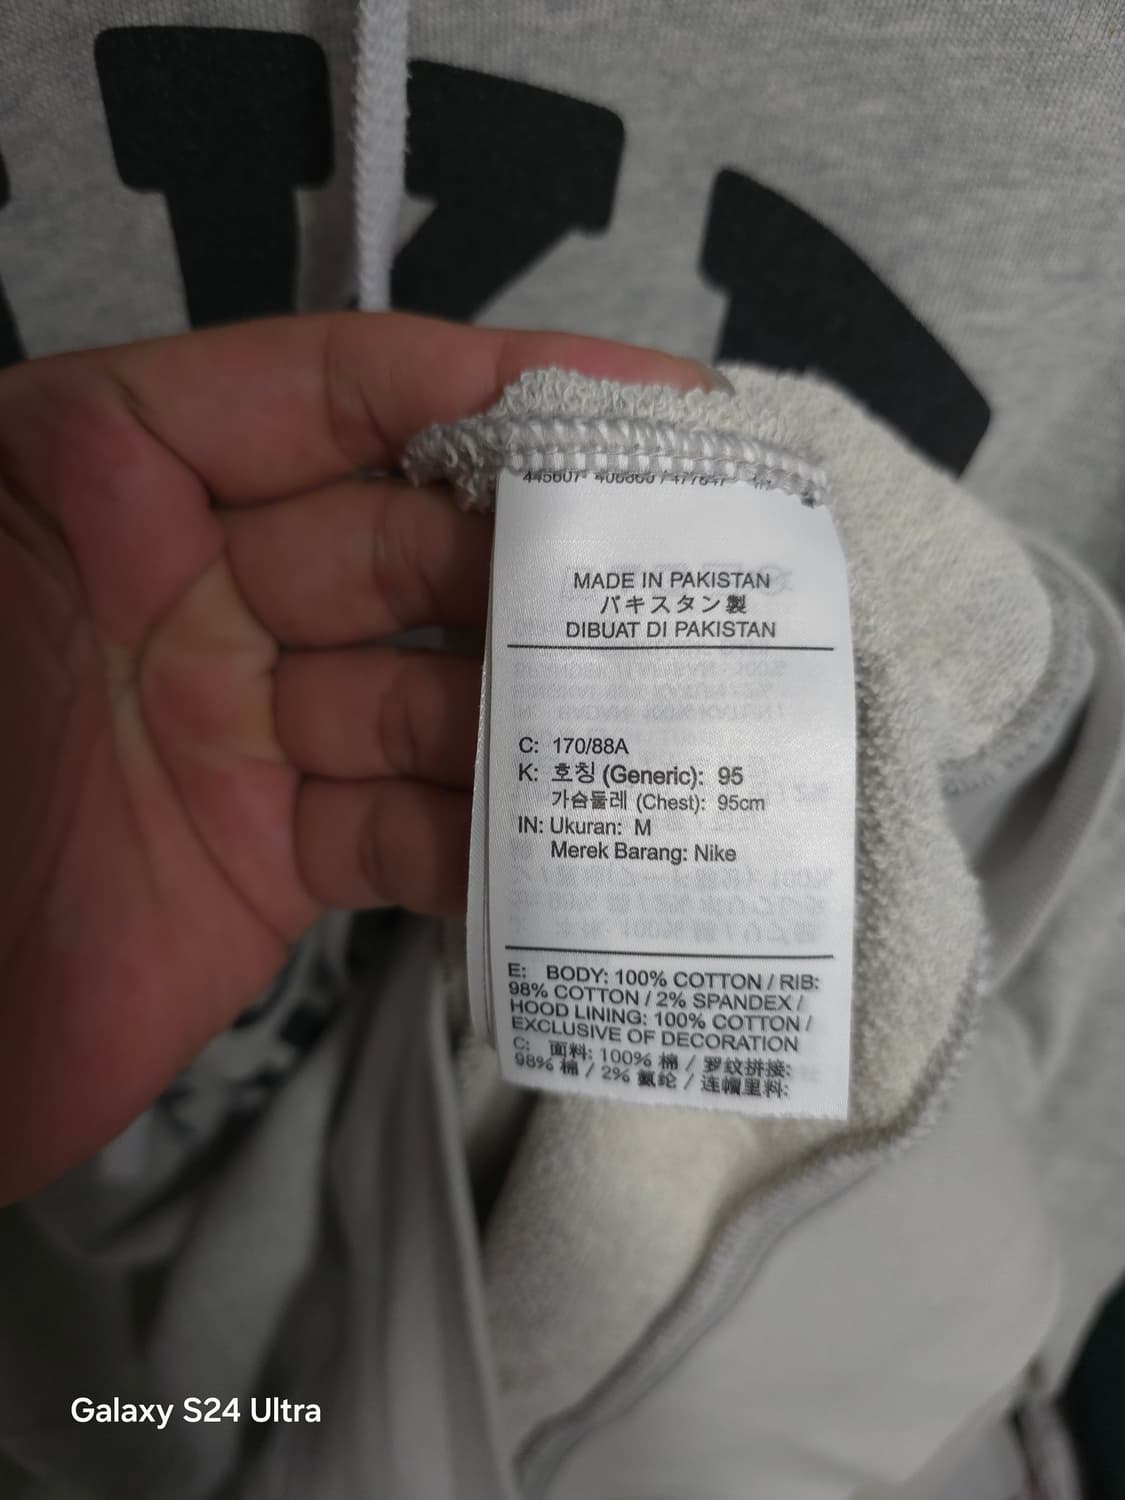 MADE IN PAKISTAN
パキスタン製
DIBUAT DI PAKISTAN
C: 170/88A
K: 호칭 (Generic): 95
가슴둘레 (Chest): 95cm
IN: Ukuran: M
Merek Barang: Nike
E: BODY: 100% COTTON / RIB:
98% COTTON / 2% SPANDEX /
HOOD LINING: 100% COTTON /
EXCLUSIVE OF DECORATION
C: 面料: 100% 棉 / 罗纹拼接:
98% 棉 / 2% 氨纶 / 连帽里料:
Galaxy S24 Ultra